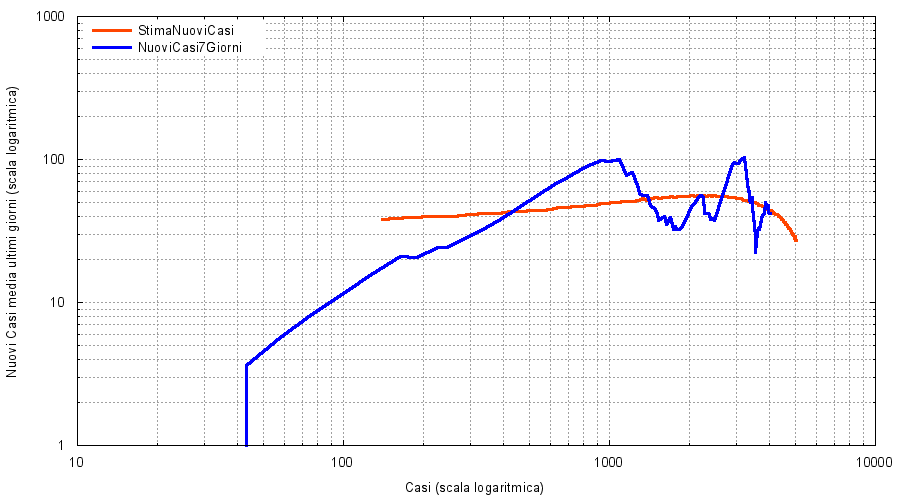 1000
StimaNuoviCasi
NuoviCasi7Giorni
100
10
1
10
100
1000
10000
Nuovi Casi media ultimi giorni (scala logaritmica)
Casi (scala logaritmica)